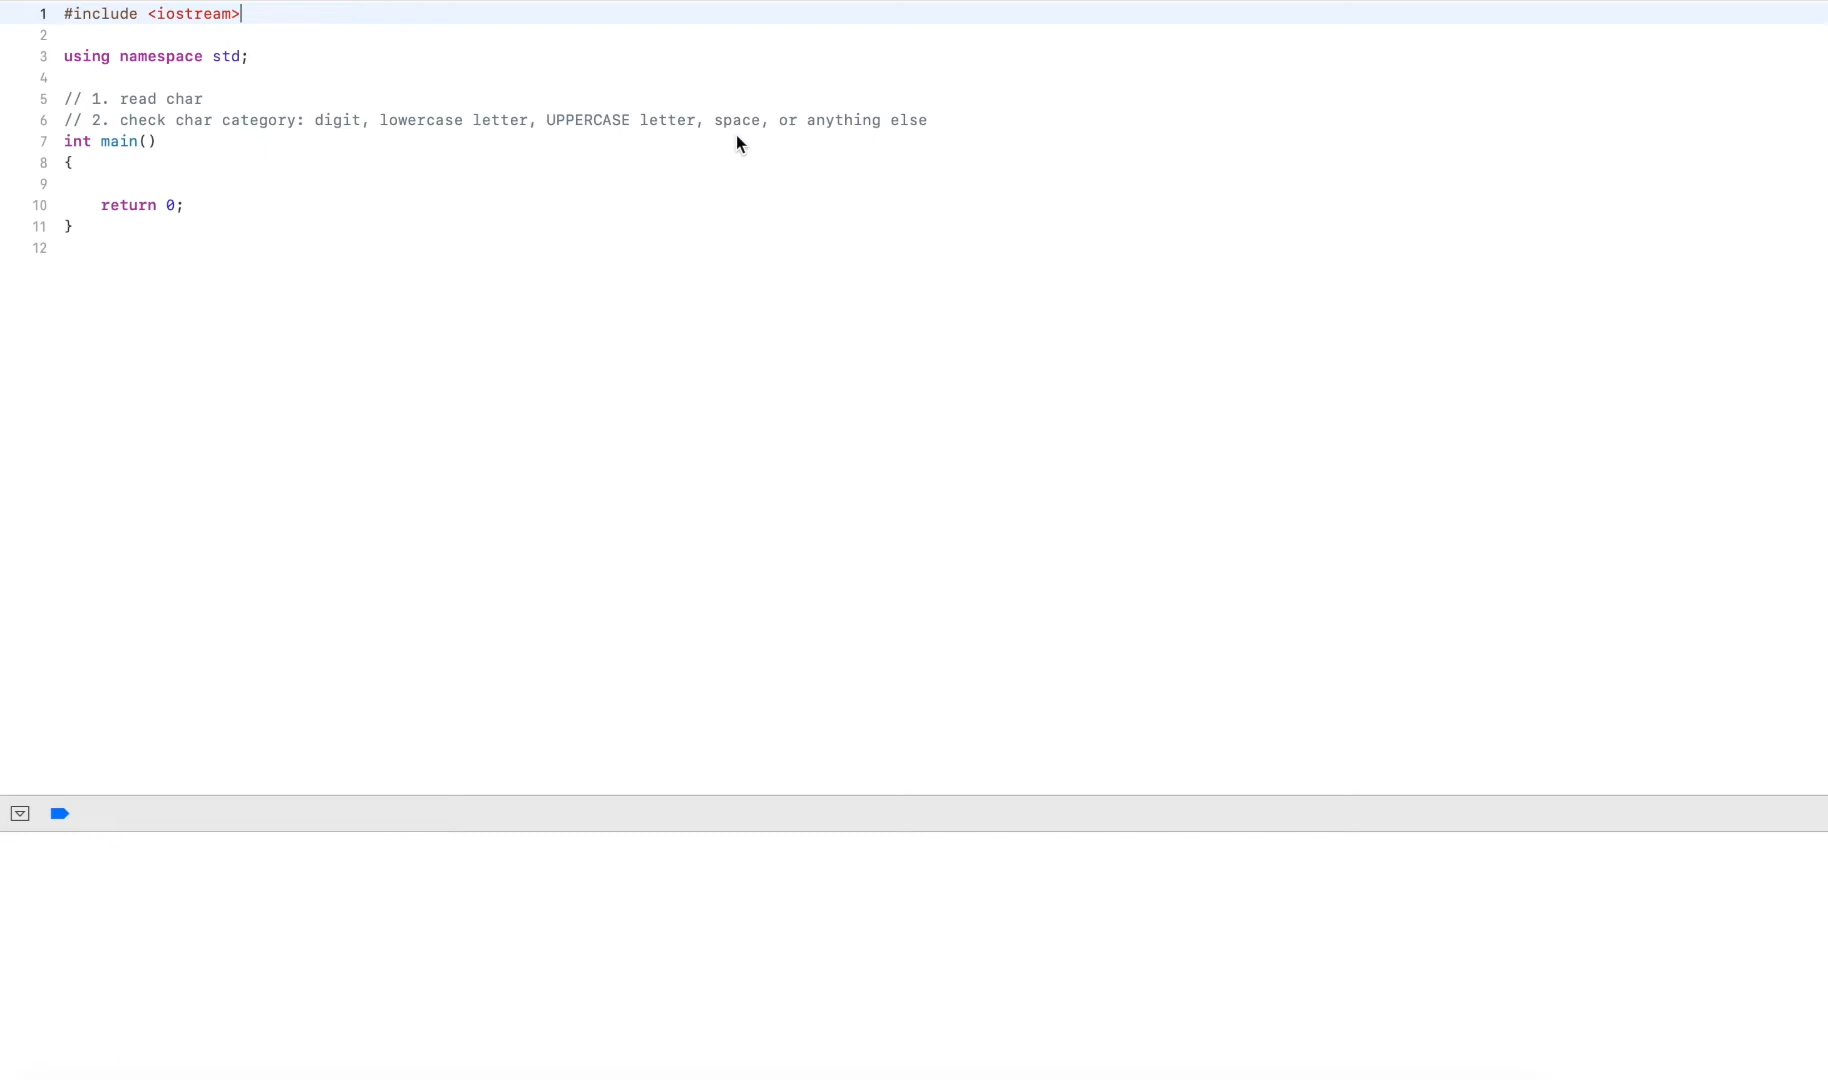 1 #include <iostream>
2
3 using namespace std;
4
5 // 1. read char
6 // 2. check char category: digit, lowercase letter, UPPERCASE letter, space, or anything else
7 int main()
8 {
9
10 return 0;
11 }
12